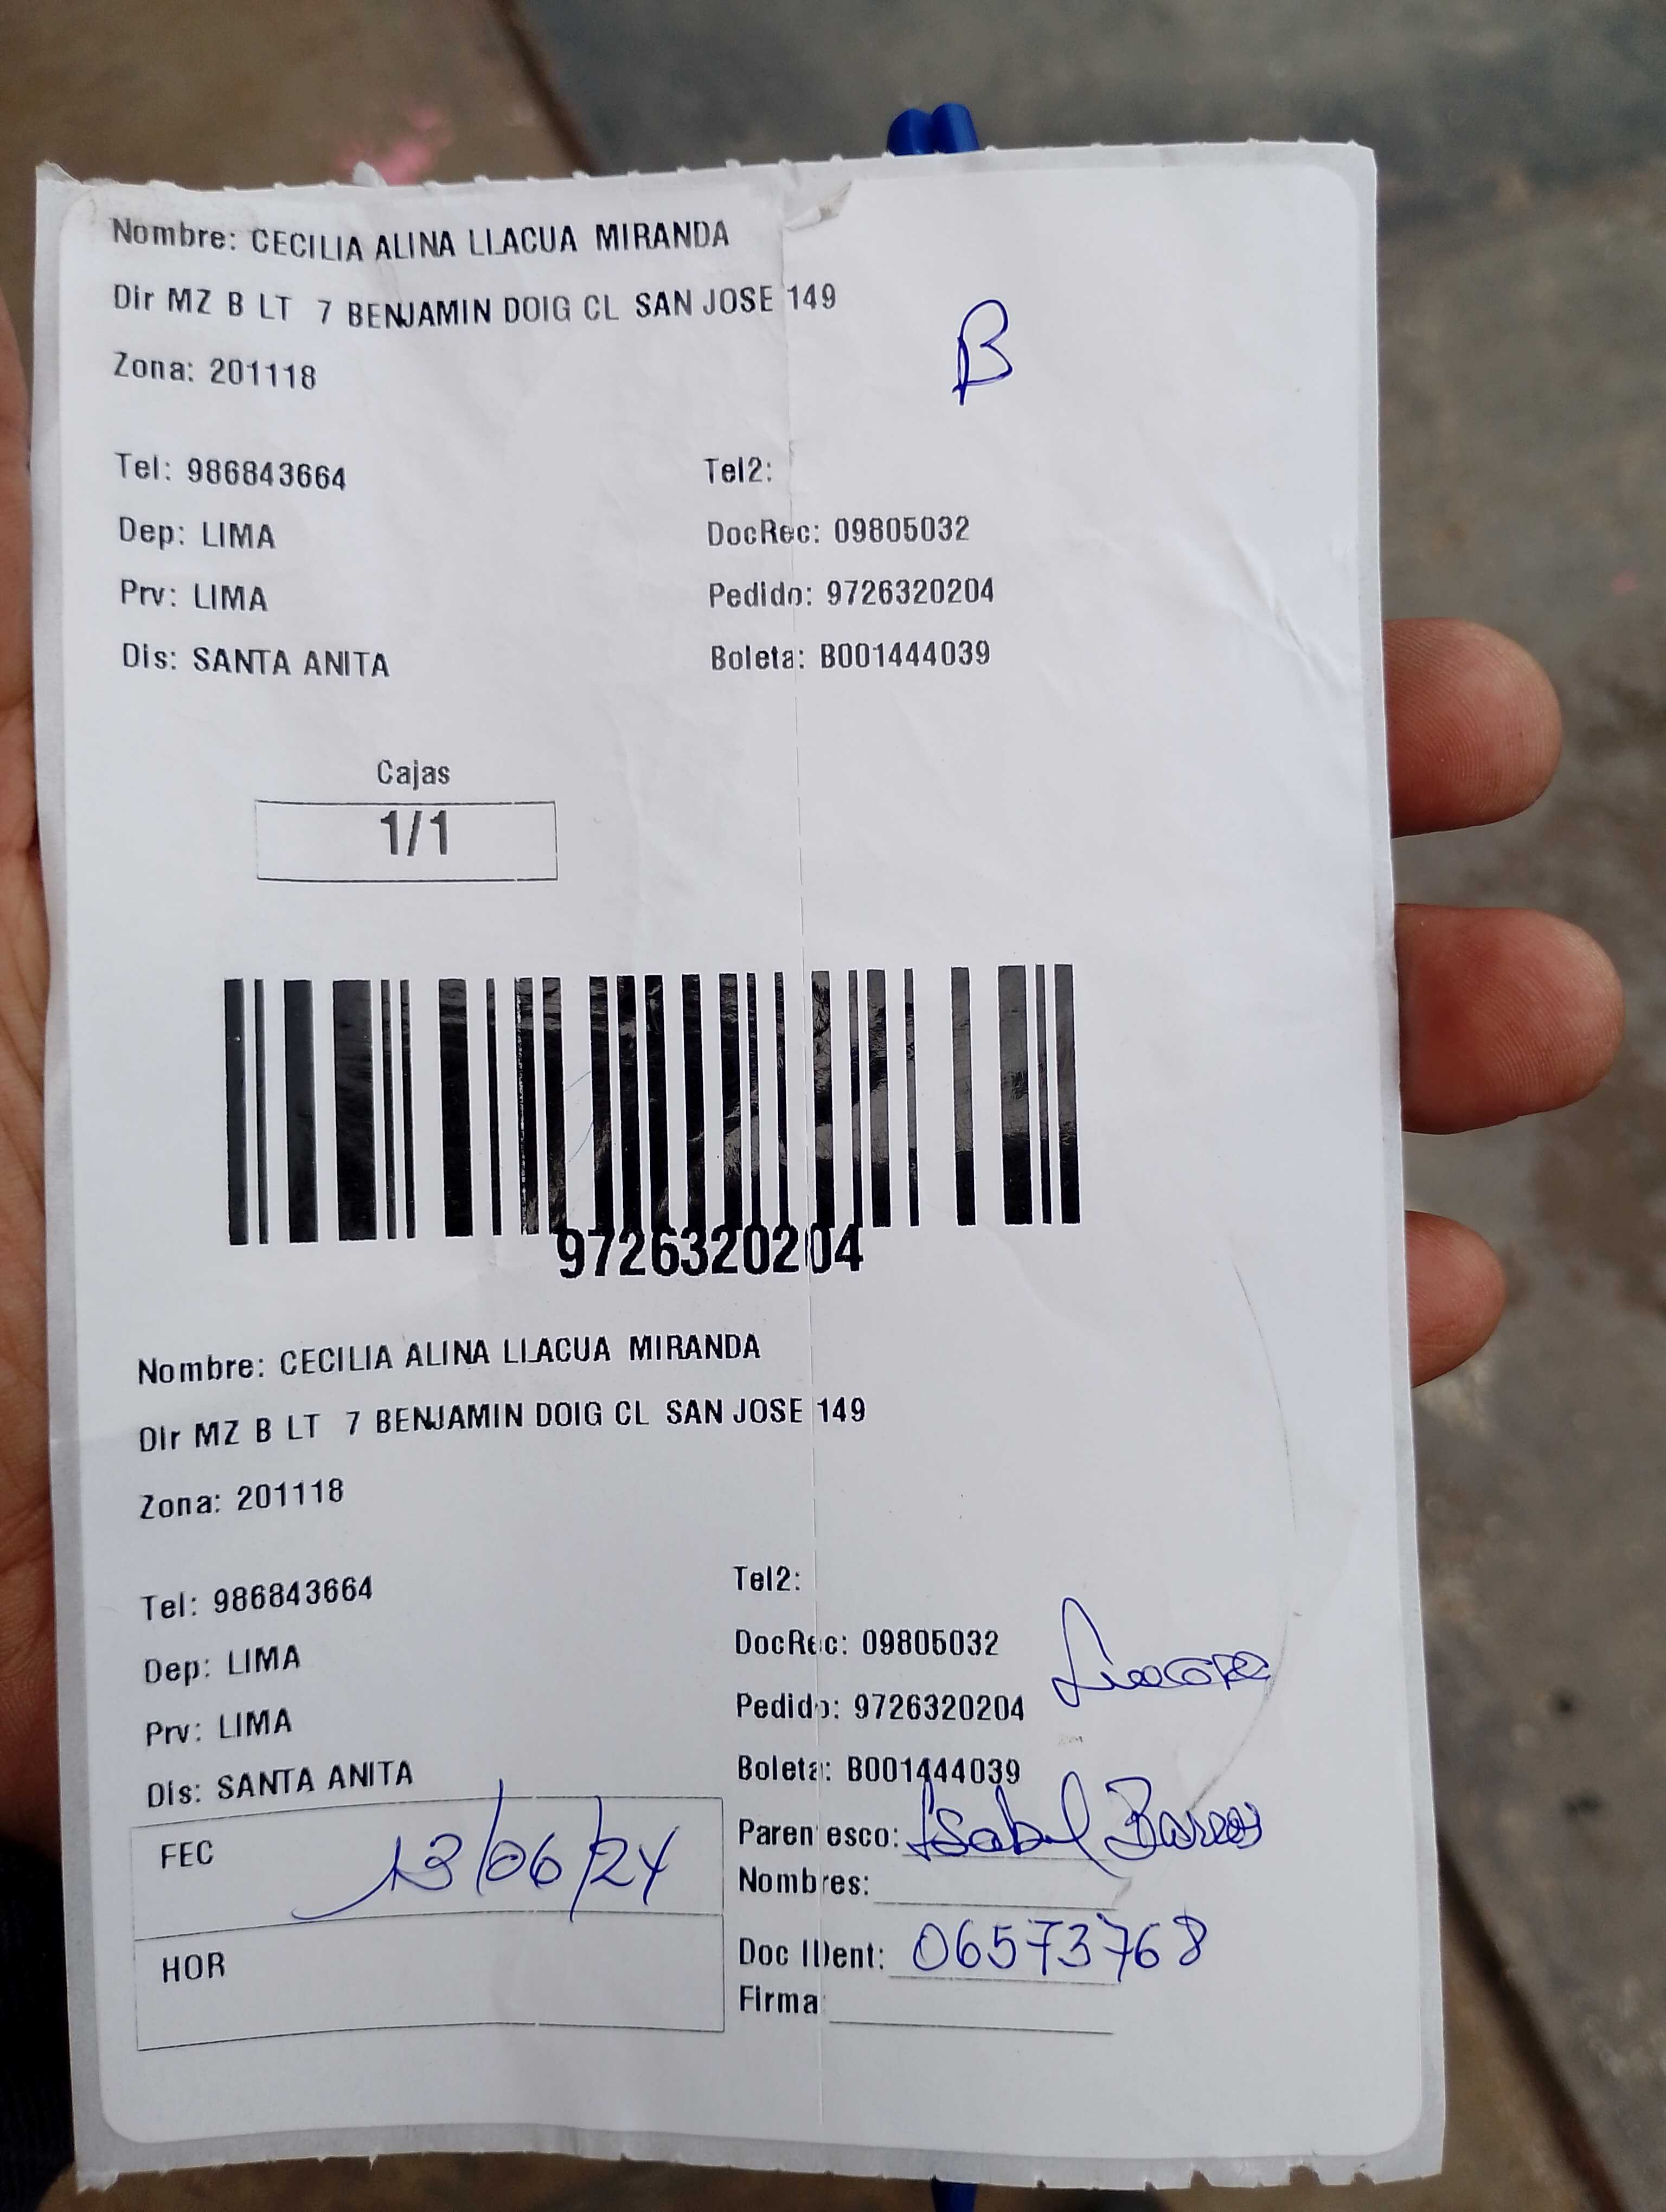 Nombre: CECILIA ALINA LLACUA MIRANDA
Dir MZ B LT 7 BENJAMIN DOIG CL SAN JOSE 149
B
Zona: 201118
Tel: 986843664 Tel2:
Dep: LIMA DocRec: 09805032
Prv: LIMA Pedido: 9726320204
Dis: SANTA ANITA Boleta: B001444039
Cajas
1/1
9726320204
Nombre: CECILIA ALINA LLACUA MIRANDA
Dir MZ B LT 7 BENJAMIN DOIG CL SAN JOSE 149
Zona: 201118
Tel: 986843664 Tel2:
Dep: LIMA DocRec: 09805032
Prv: LIMA Pedido: 9726320204
Dis: SANTA ANITA Boleta: B001444039
FEC 13/06/24 Parentesco: Isabel
Nombres:
HOR Doc Ident: 06573768
Firma